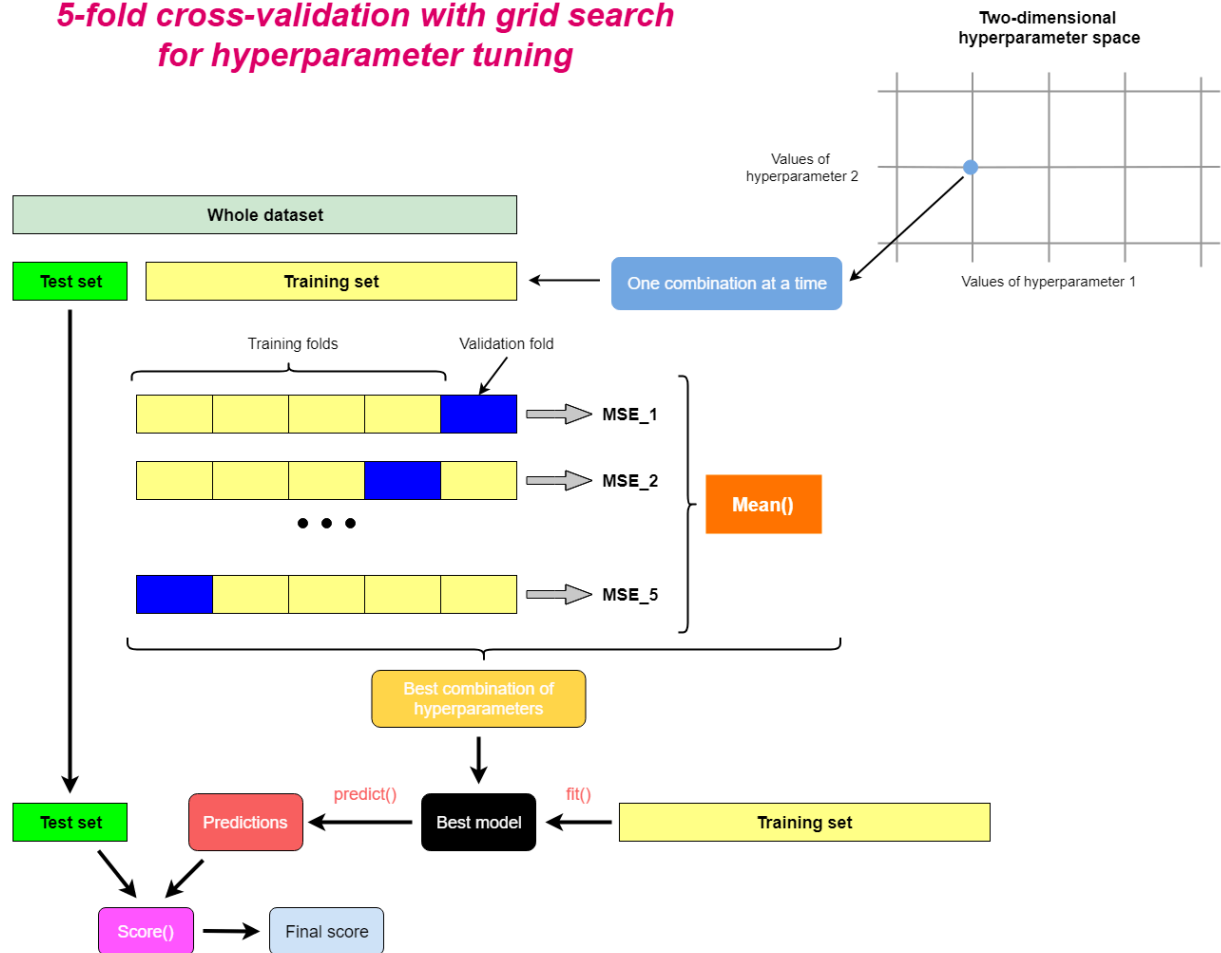 5-fold cross-validation with grid search
for hyperparameter tuning
Two-dimensional
hyperparameter space
Values of
hyperparameter 2
Values of hyperparameter 1
Whole dataset
Test set
Training set
One combination at a time
Training folds
Validation fold
MSE_1
MSE_2
MSE_5
Mean()
Best combination of
hyperparameters
Test set
Predictions
predict()
Best model
fit()
Training set
Score()
Final score